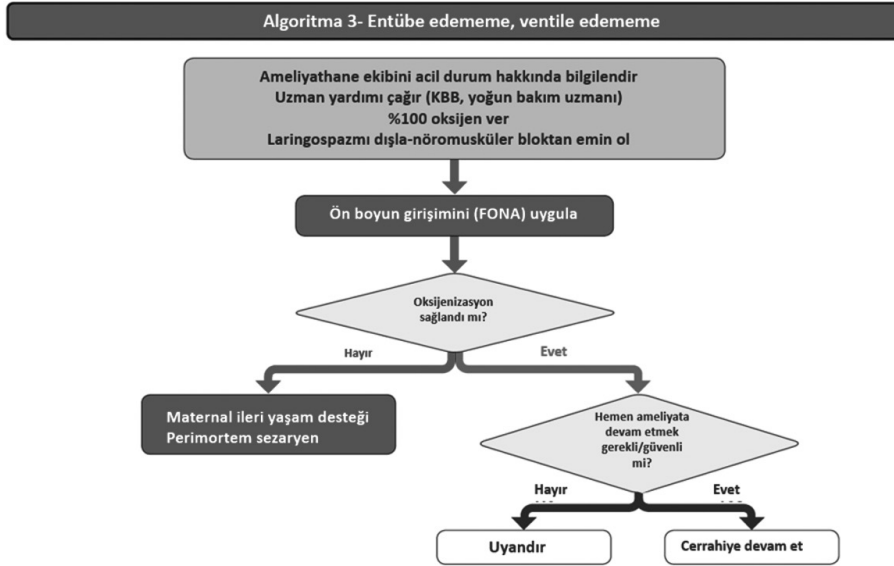 Algoritma 3- Entübe edememe, ventile edememe
Ameliyathane ekibini acil durum hakkında bilgilendir
Uzman yardımı çağır (KBB, yoğun bakım uzmanı)
%100 oksijen ver
Laringospazmı dışla-nöromusküler bloktan emin ol
Ön boyun girişimini (FONA) uygula
Oksijenizasyon
sağlandı mı?
Hayır
Evet
Maternal ileri yaşam desteği
Perimortem sezaryen
Hemen ameliyata
devam etmek
gerekli/güvenli
mi?
Hayır
Evet
Uyandır
Cerrahiye devam et